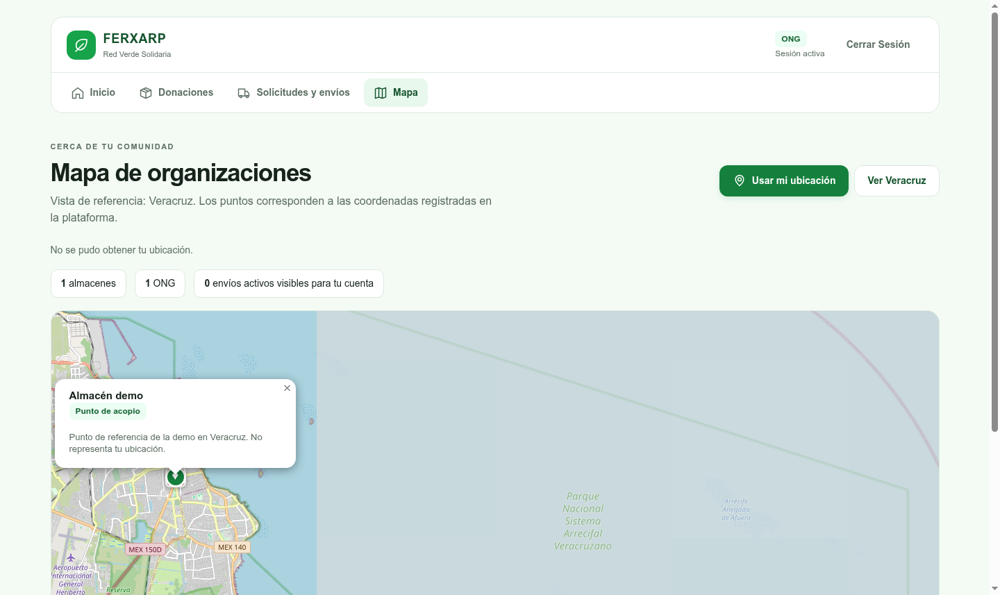 FERXARP
Red Verde Solidaria
ONG
Sesión activa
Cerrar Sesión
Inicio
Donaciones
Solicitudes y envíos
Mapa
CERCA DE TU COMUNIDAD
Mapa de organizaciones
Vista de referencia: Veracruz. Los puntos corresponden a las coordenadas registradas en
la plataforma.
Usar mi ubicación
Ver Veracruz
No se pudo obtener tu ubicación.
1 almacenes
1 ONG
0 envíos activos visibles para tu cuenta
Almacén demo
Punto de acopio
Punto de referencia de la demo en Veracruz. No
representa tu ubicación.
Parque
Nacional
Sistema
Arrecifal
Veracruzano
Arrecife
Anegada
de Afuera
MEX 150D
MEX 140
Aeropuerto
Internacional
General
Heriberto
Reserva